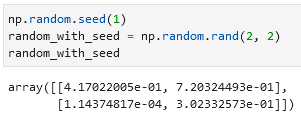 np.random.seed(1)
random_with_seed = np.random.rand(2, 2)
random_with_seed
array([[4.17022005e-01, 7.20324493e-01],
       [1.14374817e-04, 3.02332573e-01]])